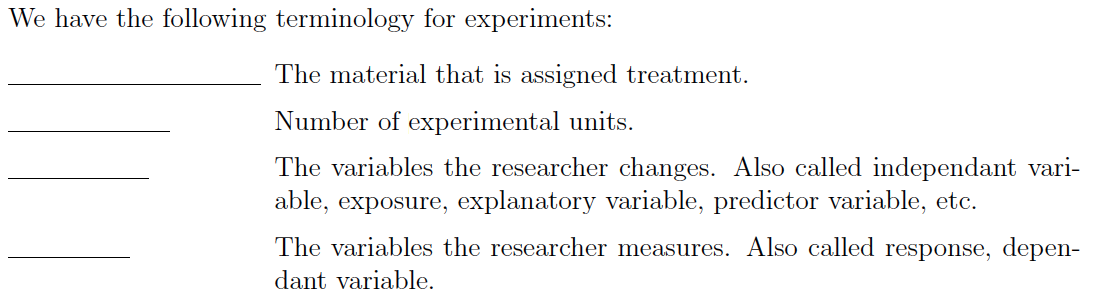 We have the following terminology for experiments:
The material that is assigned treatment.
Number of experimental units.
The variables the researcher changes. Also called independant vari-
able, exposure, explanatory variable, predictor variable, etc.
The variables the researcher measures. Also called response, depen-
dant variable.